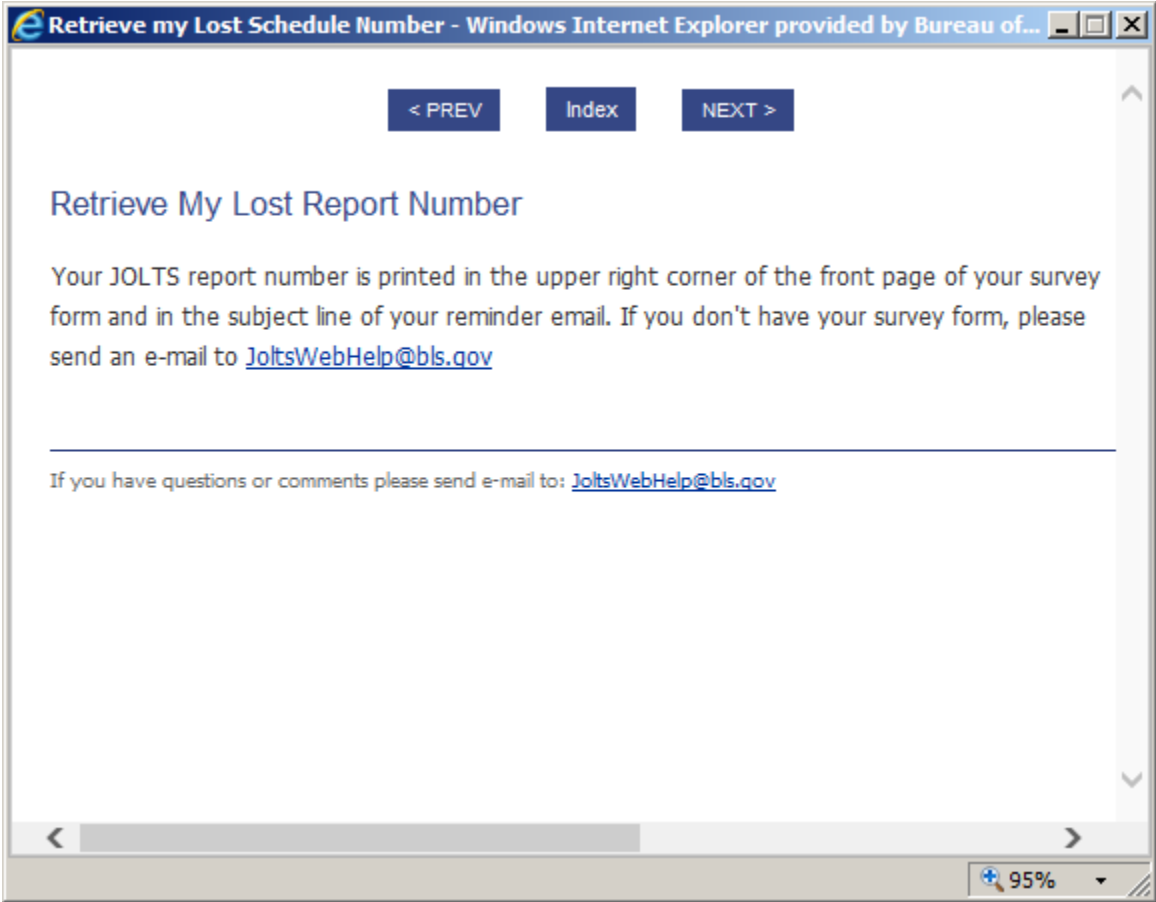 Retrieve my Lost Schedule Number - Windows Internet Explorer provided by Bureau of...
< PREV
Index
NEXT >
Retrieve My Lost Report Number
Your JOLTS report number is printed in the upper right corner of the front page of your survey
form and in the subject line of your reminder email. If you don't have your survey form, please
send an e-mail to JoltsWebHelp@bls.gov
If you have questions or comments please send e-mail to: JoltsWebHelp@bls.gov
95%